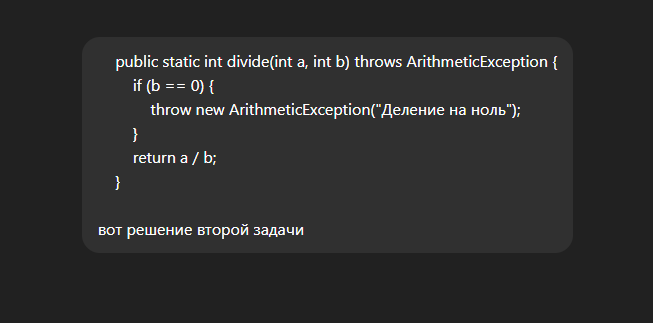 public static int divide(int a, int b) throws ArithmeticException {
if (b == 0) {
throw new ArithmeticException("Деление на ноль");
}
return a / b;
}
вот решение второй задачи